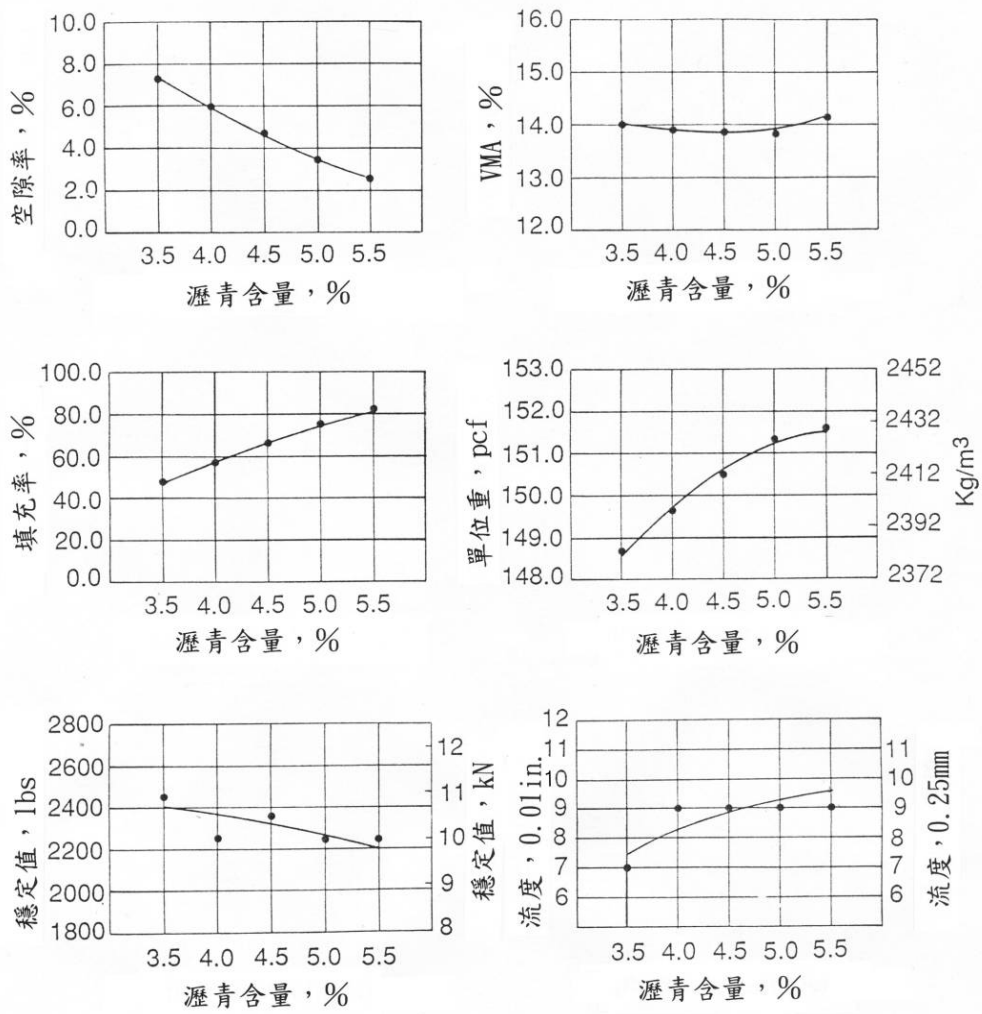 空隙率，%
10.0
8.0
6.0
4.0
2.0
0.0
3.5 4.0 4.5 5.0 5.5
瀝青含量，%
VMA，%
16.0
15.0
14.0
13.0
12.0
3.5 4.0 4.5 5.0 5.5
瀝青含量，%
填充率，%
100.0
80.0
60.0
40.0
20.0
0.0
3.5 4.0 4.5 5.0 5.5
瀝青含量，%
單位重，pcf
153.0
152.0
151.0
150.0
149.0
148.0
2452
2432
2412
2392
2372
Kg/m3
3.5 4.0 4.5 5.0 5.5
瀝青含量，%
穩定值，lbs
2800
2600
2400
2200
2000
1800
12
11
10
9
8
穩定值，kN
3.5 4.0 4.5 5.0 5.5
瀝青含量，%
流度，0.01in.
12
11
10
9
8
7
6
11
10
9
8
7
6
流度，0.25mm
3.5 4.0 4.5 5.0 5.5
瀝青含量，%